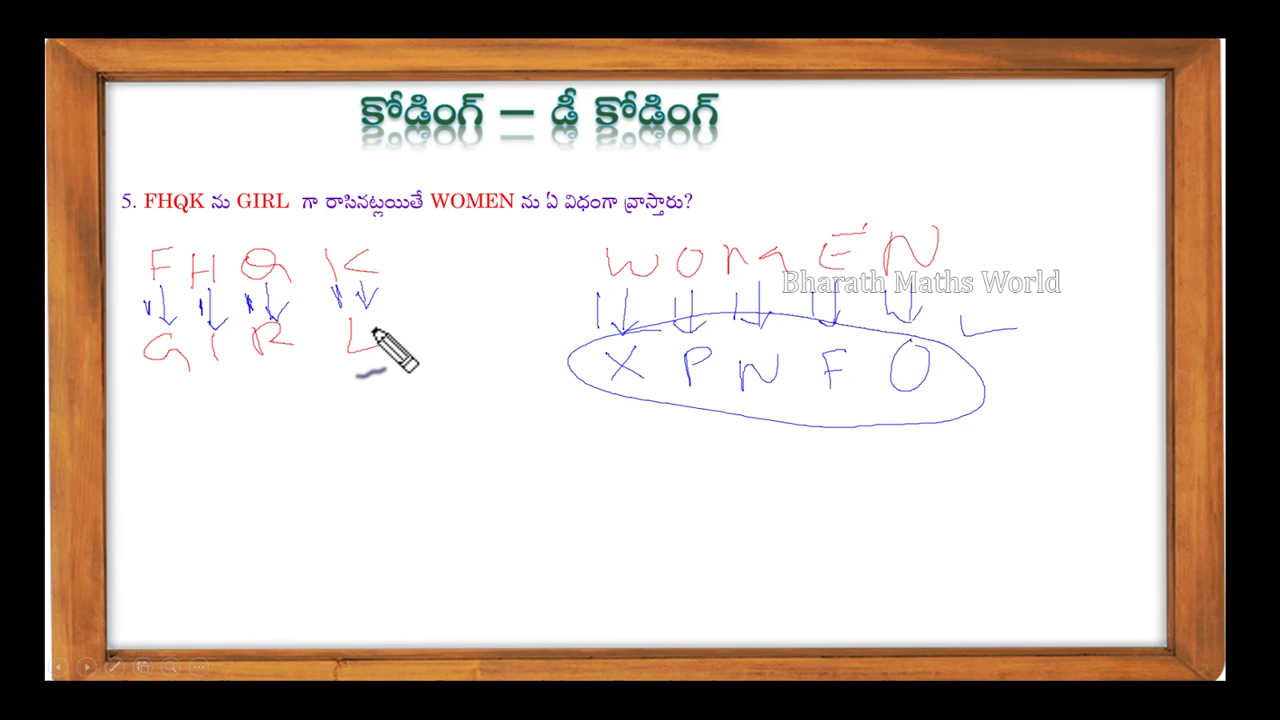 కోడింగ్ – డీ కోడింగ్
5. FHQK ను GIRL గా రాసినట్లయితే WOMEN ను ఏ విధంగా వ్రాస్తారు?
F H Q K W O M E N
Bharath Maths World
G I R L X P N F O